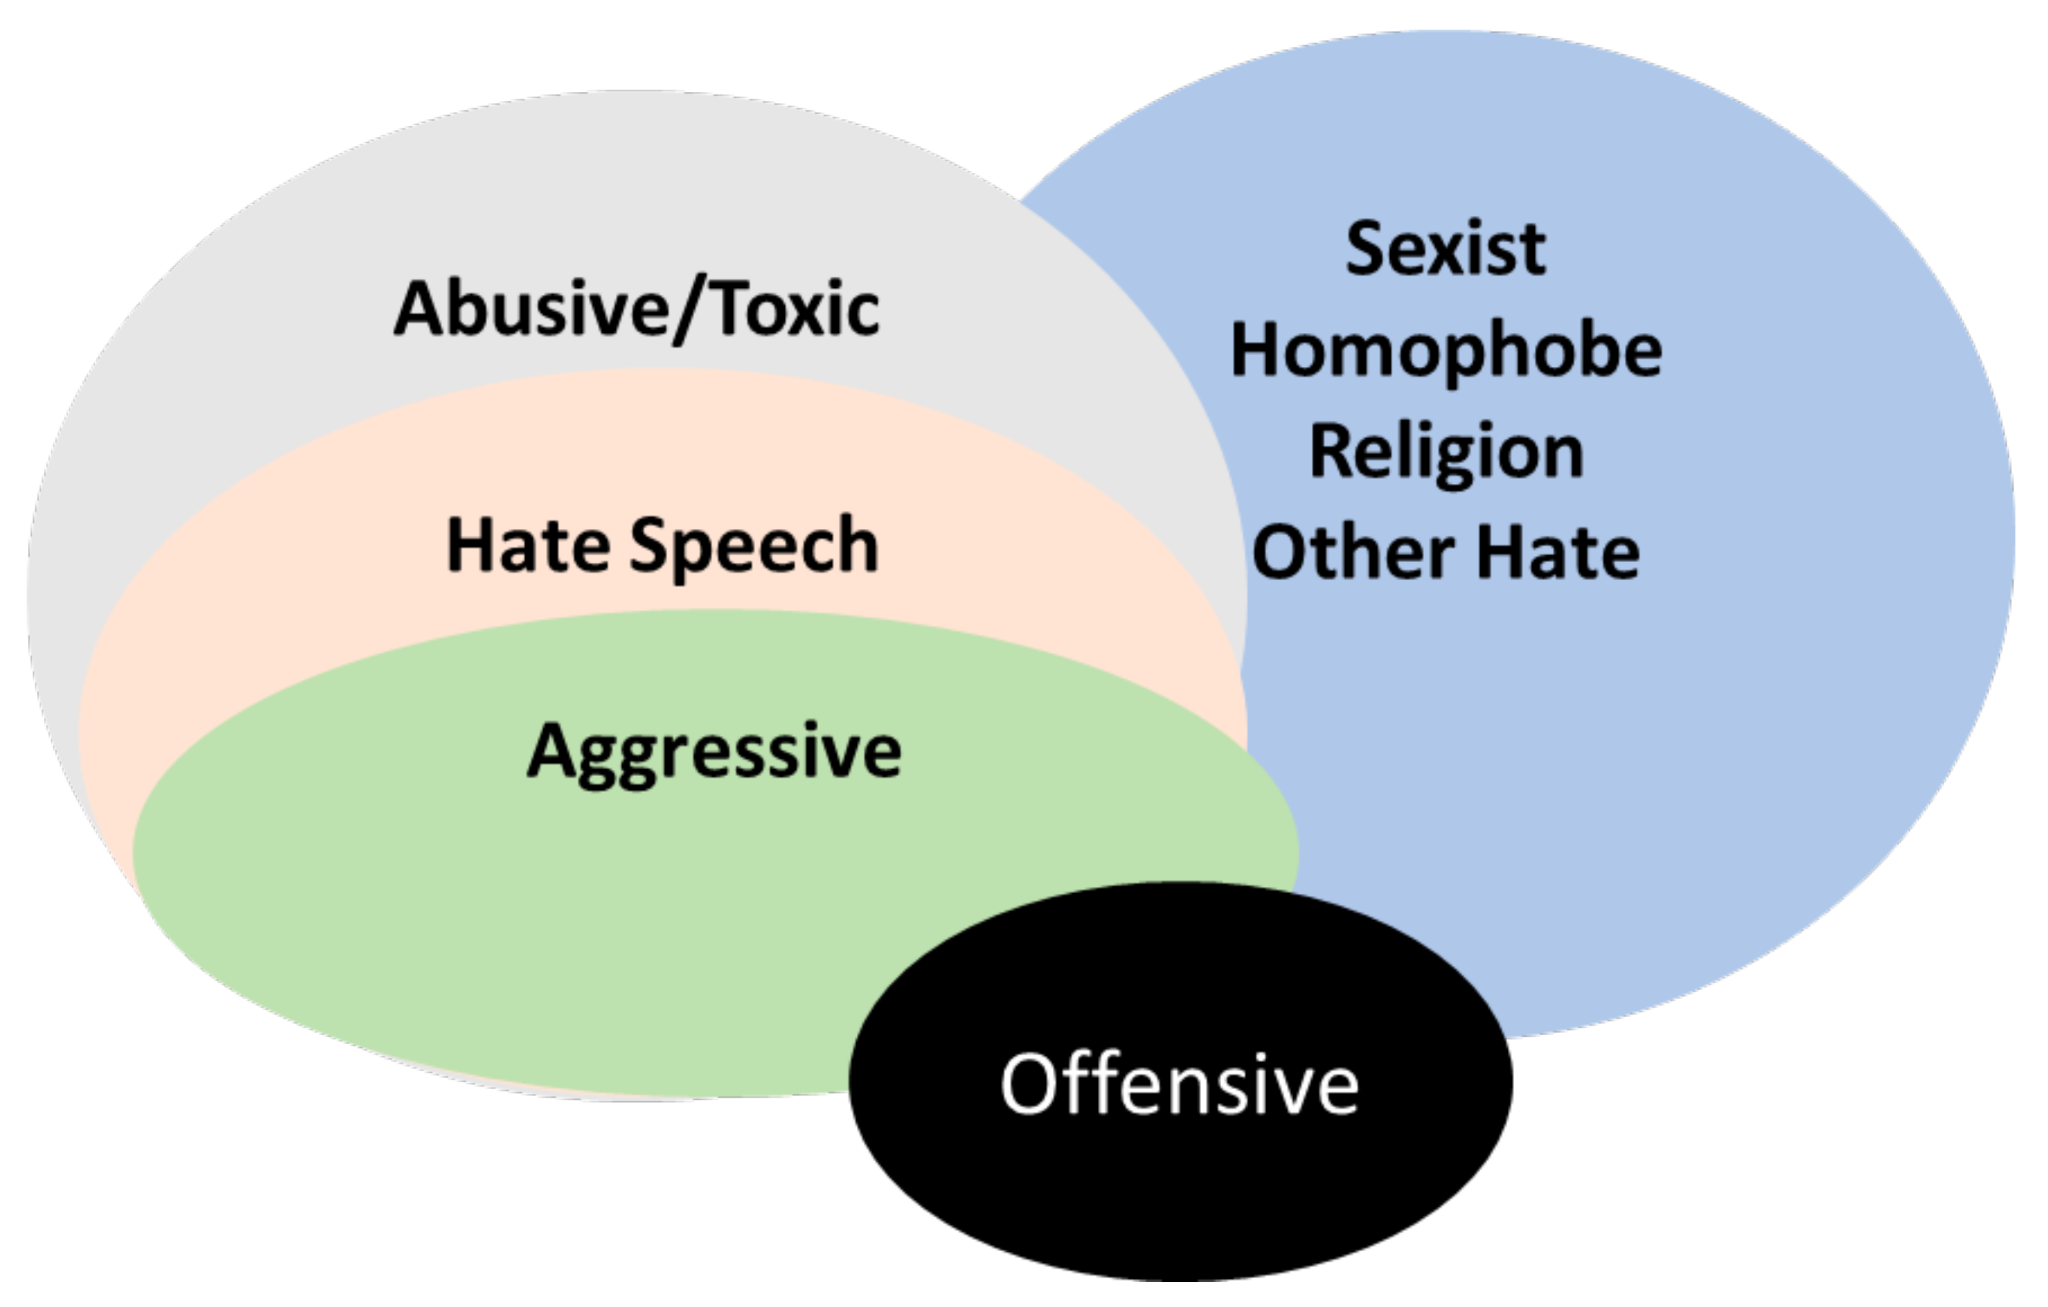 Abusive/Toxic
Hate Speech
Aggressive
Sexist
Homophobe
Religion
Other Hate
Offensive